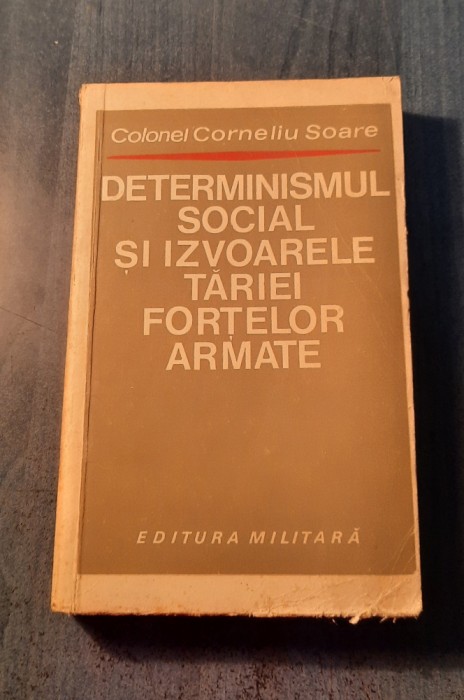 Colonel Corneliu Soare
DETERMINISMUL
SOCIAL
ȘI IZVOARELE
TĂRIEI
FORȚELOR
ARMATE
EDITURA MILITARĂ